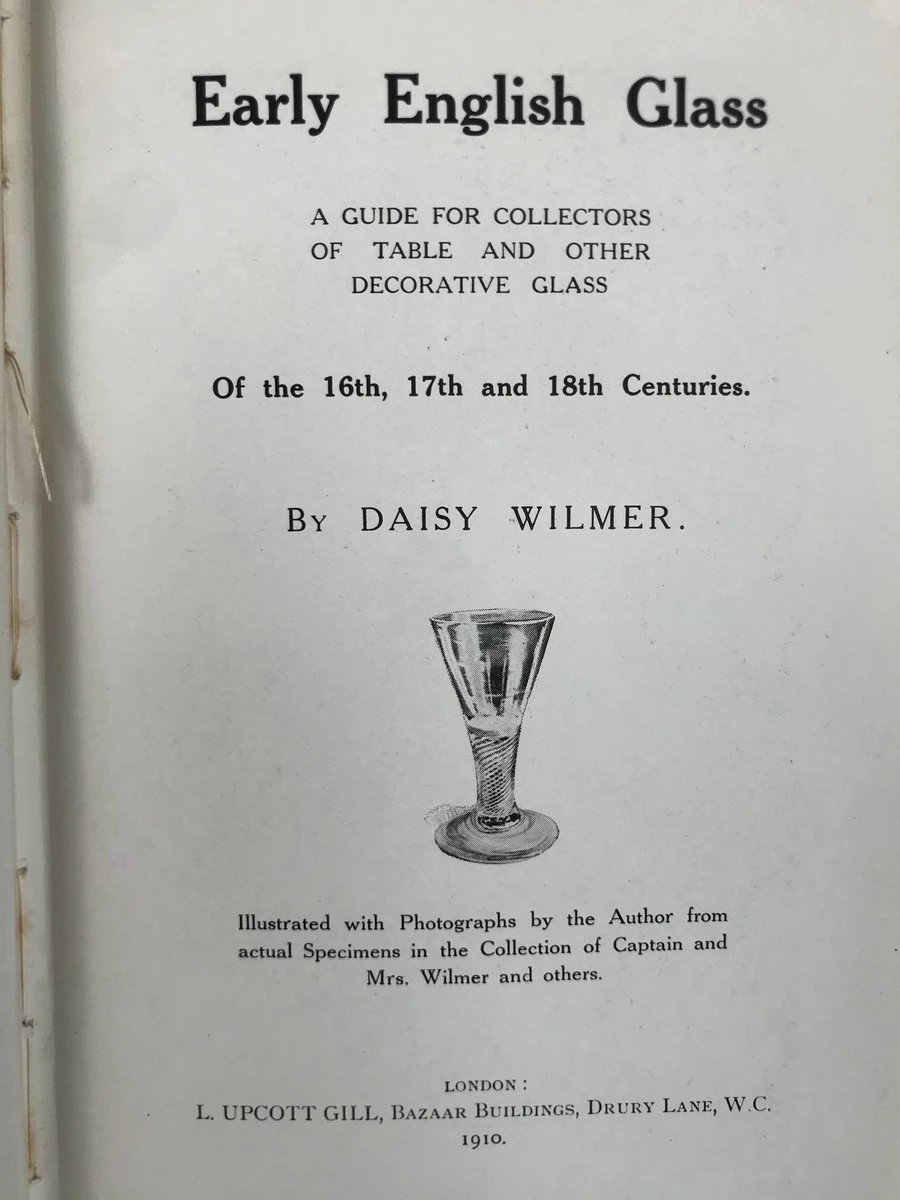 Early English Glass
A GUIDE FOR COLLECTORS
OF TABLE AND OTHER
DECORATIVE GLASS
Of the 16th, 17th and 18th Centuries.
By DAISY WILMER.
Illustrated with Photographs by the Author from
actual Specimens in the Collection of Captain and
Mrs. Wilmer and others.
LONDON:
L. UPCOTT GILL, BAZAAR BUILDINGS, DRURY LANE, W.C.
1910.